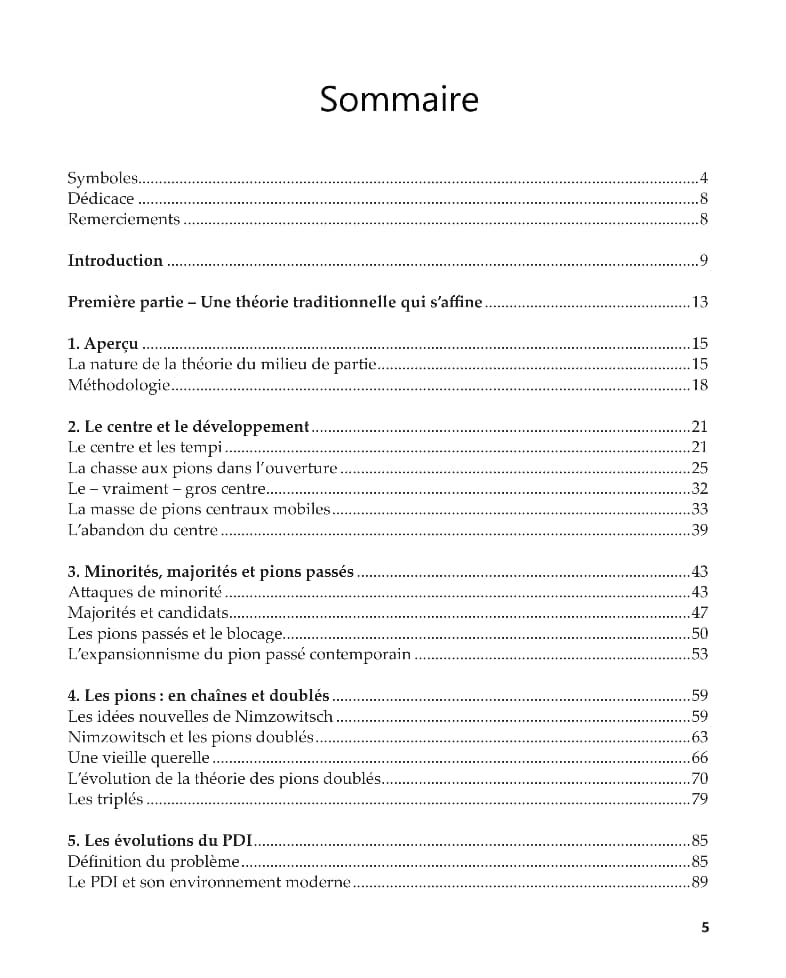 Sommaire
Symboles.......4
Dédicace.......8
Remerciements.......8
Introduction.......9
Première partie – Une théorie traditionnelle qui s’affine.......13
1. Aperçu.......15
La nature de la théorie du milieu de partie.......15
Méthodologie.......18
2. Le centre et le développement.......21
Le centre et les tempi.......21
La chasse aux pions dans l’ouverture.......25
Le – vraiment – gros centre.......32
La masse de pions centraux mobiles.......33
L’abandon du centre.......39
3. Minorités, majorités et pions passés.......43
Attaques de minorité.......43
Majorités et candidats.......47
Les pions passés et le blocage.......50
L’expansionnisme du pion passé contemporain.......53
4. Les pions : en chaînes et doublés.......59
Les idées nouvelles de Nimzowitsch.......59
Nimzowitsch et les pions doublés.......63
Une vieille querelle.......66
L’évolution de la théorie des pions doublés.......70
Les triplés.......79
5. Les évolutions du PDI.......85
Définition du problème.......85
Le PDI et son environnement moderne.......89
5